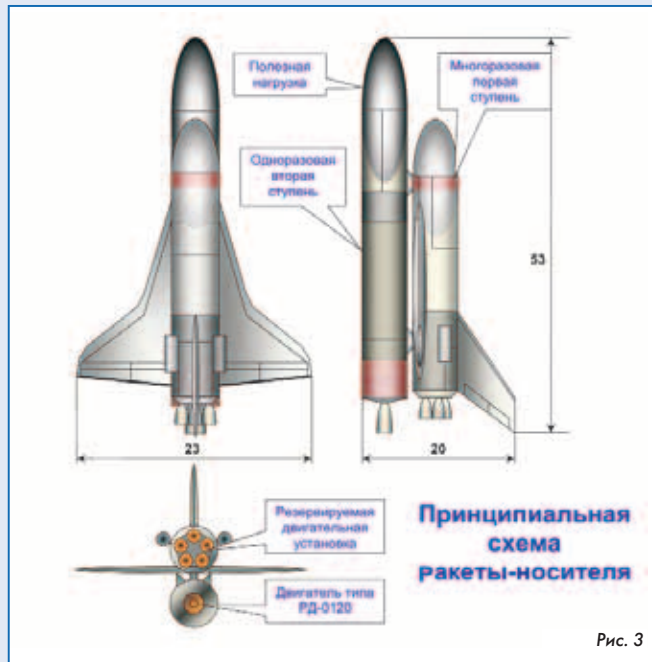 Полезная
нагрузка
Многоразовая
первая
ступень
Одноразовая
вторая
ступень
53
23
20
Резервируемая
двигательная
установка
Двигатель типа
РД-0120
Принципиальная
схема
ракеты-носителя
Рис. 3